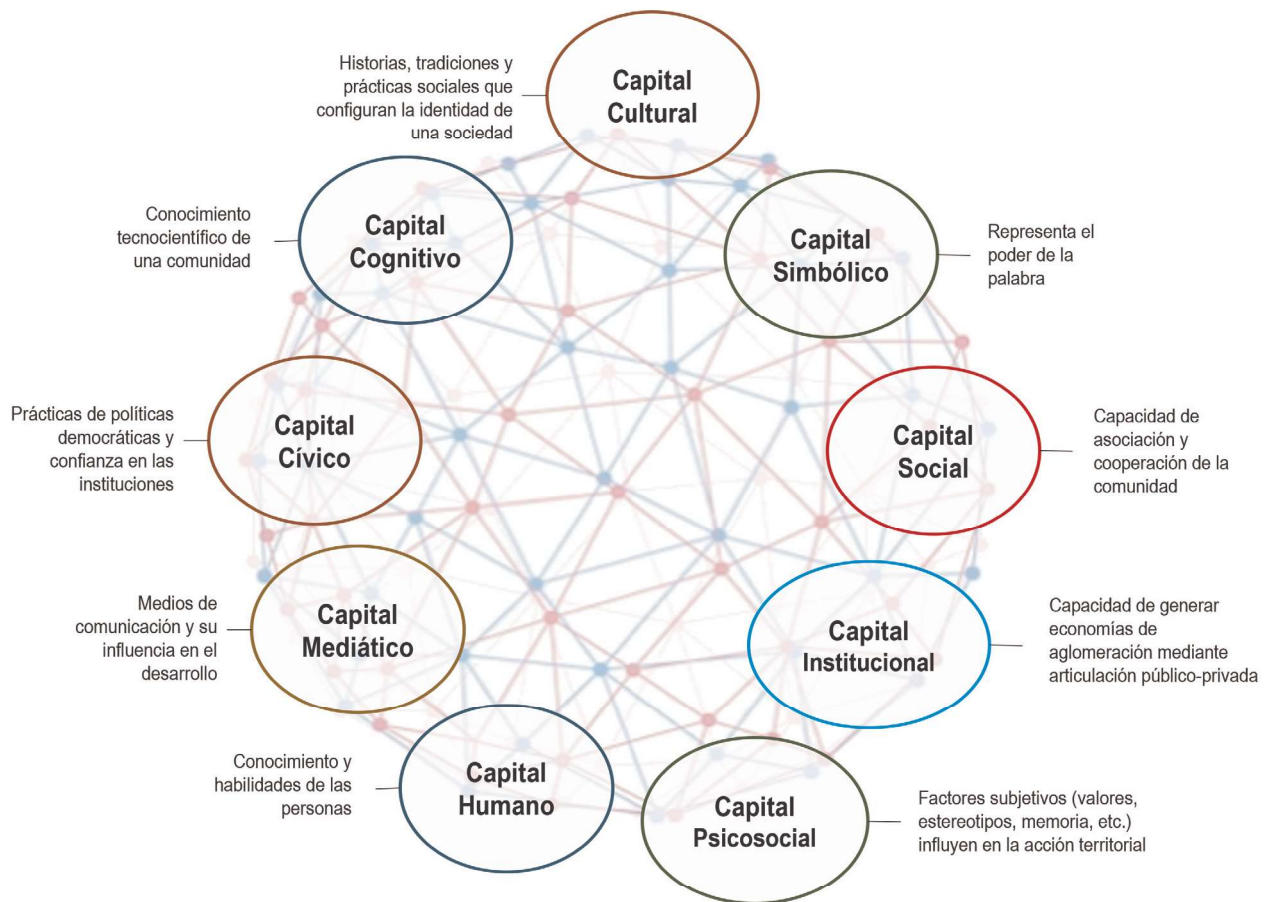 Historias, tradiciones y
prácticas sociales que
configuran la identidad de
una sociedad
Capital
Cultural
Conocimiento
tecnocientífico de
una comunidad
Capital
Cognitivo
Capital
Simbólico
Representa el
poder de la
palabra
Prácticas de políticas
democráticas y
confianza en las
instituciones
Capital
Cívico
Capital
Social
Capacidad de
asociación y
cooperación de la
comunidad
Medios de
comunicación y su
influencia en el
desarrollo
Capital
Mediático
Capital
Institucional
Capacidad de generar
economías de
aglomeración mediante
articulación público-privada
Conocimiento y
habilidades de las
personas
Capital
Humano
Capital
Psicosocial
Factores subjetivos (valores,
estereotipos, memoria, etc.)
influyen en la acción territorial